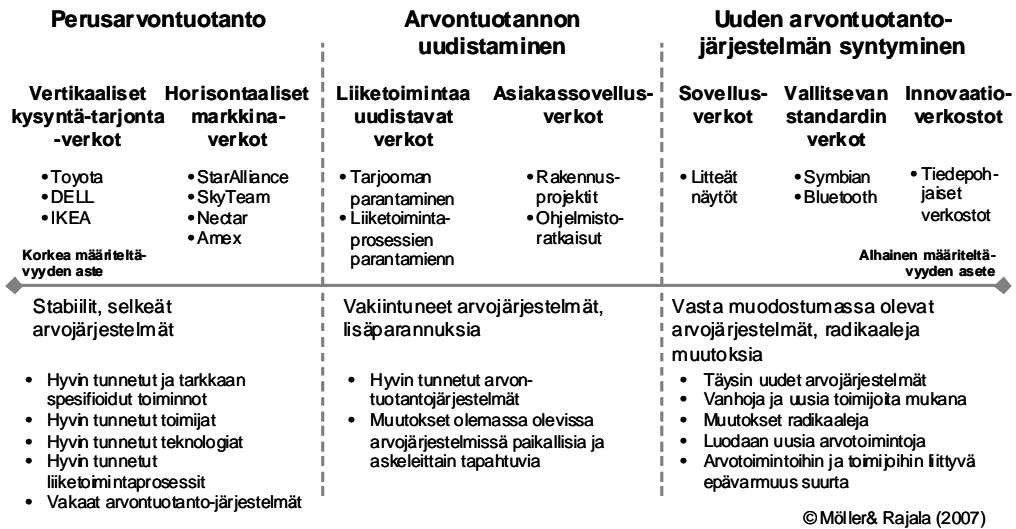 Perusarvontuotanto
Arvontuotannon
uudistaminen
Uuden arvontuotanto-
järjestelmän syntyminen
Vertikaaliset
kysyntä-tarjonta
-verkot
Horisontaaliset
markkina-
verkot
Liiketoimintaa
uudistavat
verkot
Asiakassovellus-
verkot
Sovellus-
verkot
Vallitsevan
standardin
verkot
Innovaatio-
verkostot
• Toyota
• DELL
• IKEA
• StarAlliance
• SkyTeam
• Nectar
• Amex
• Tarjooman
parantaminen
• Liiketoiminta-
prosessien
parantamienn
• Rakennus-
projektit
• Ohjelmisto-
ratkaisut
• Litteät
näytöt
• Symbian
• Bluetooth
• Tiedepoh-
jaiset
verkostot
Korkea määriteltä-
vyyden aste
Alhainen määriteltä-
vyyden asete
Stabiilit, selkeät
arvojärjestelmät
• Hyvin tunnetut ja tarkkaan
spesifioidut toiminnot
• Hyvin tunnetut toimijat
• Hyvin tunnetut teknologiat
• Hyvin tunnetut
liiketoimintaprosessit
• Vakaat arvontuotanto-järjestelmät
Vakiintuneet arvojärjestelmät,
lisäparannuksia
• Hyvin tunnetut arvon-
tuotantojärjestelmät
• Muutokset olemassa olevissa
arvojärjestelmissä paikallisia ja
askeleittain tapahtuvia
Vasta muodostumassa olevat
arvojärjestelmät, radikaaleja
muutoksia
• Täysin uudet arvojärjestelmät
• Vanhoja ja uusia toimijoita mukana
• Muutokset radikaaleja
• Luodaan uusia arvotoimintoja
• Arvotoimintoihin ja toimijoihin liittyvä
epävarmuus suurta
©Möller& Rajala (2007)